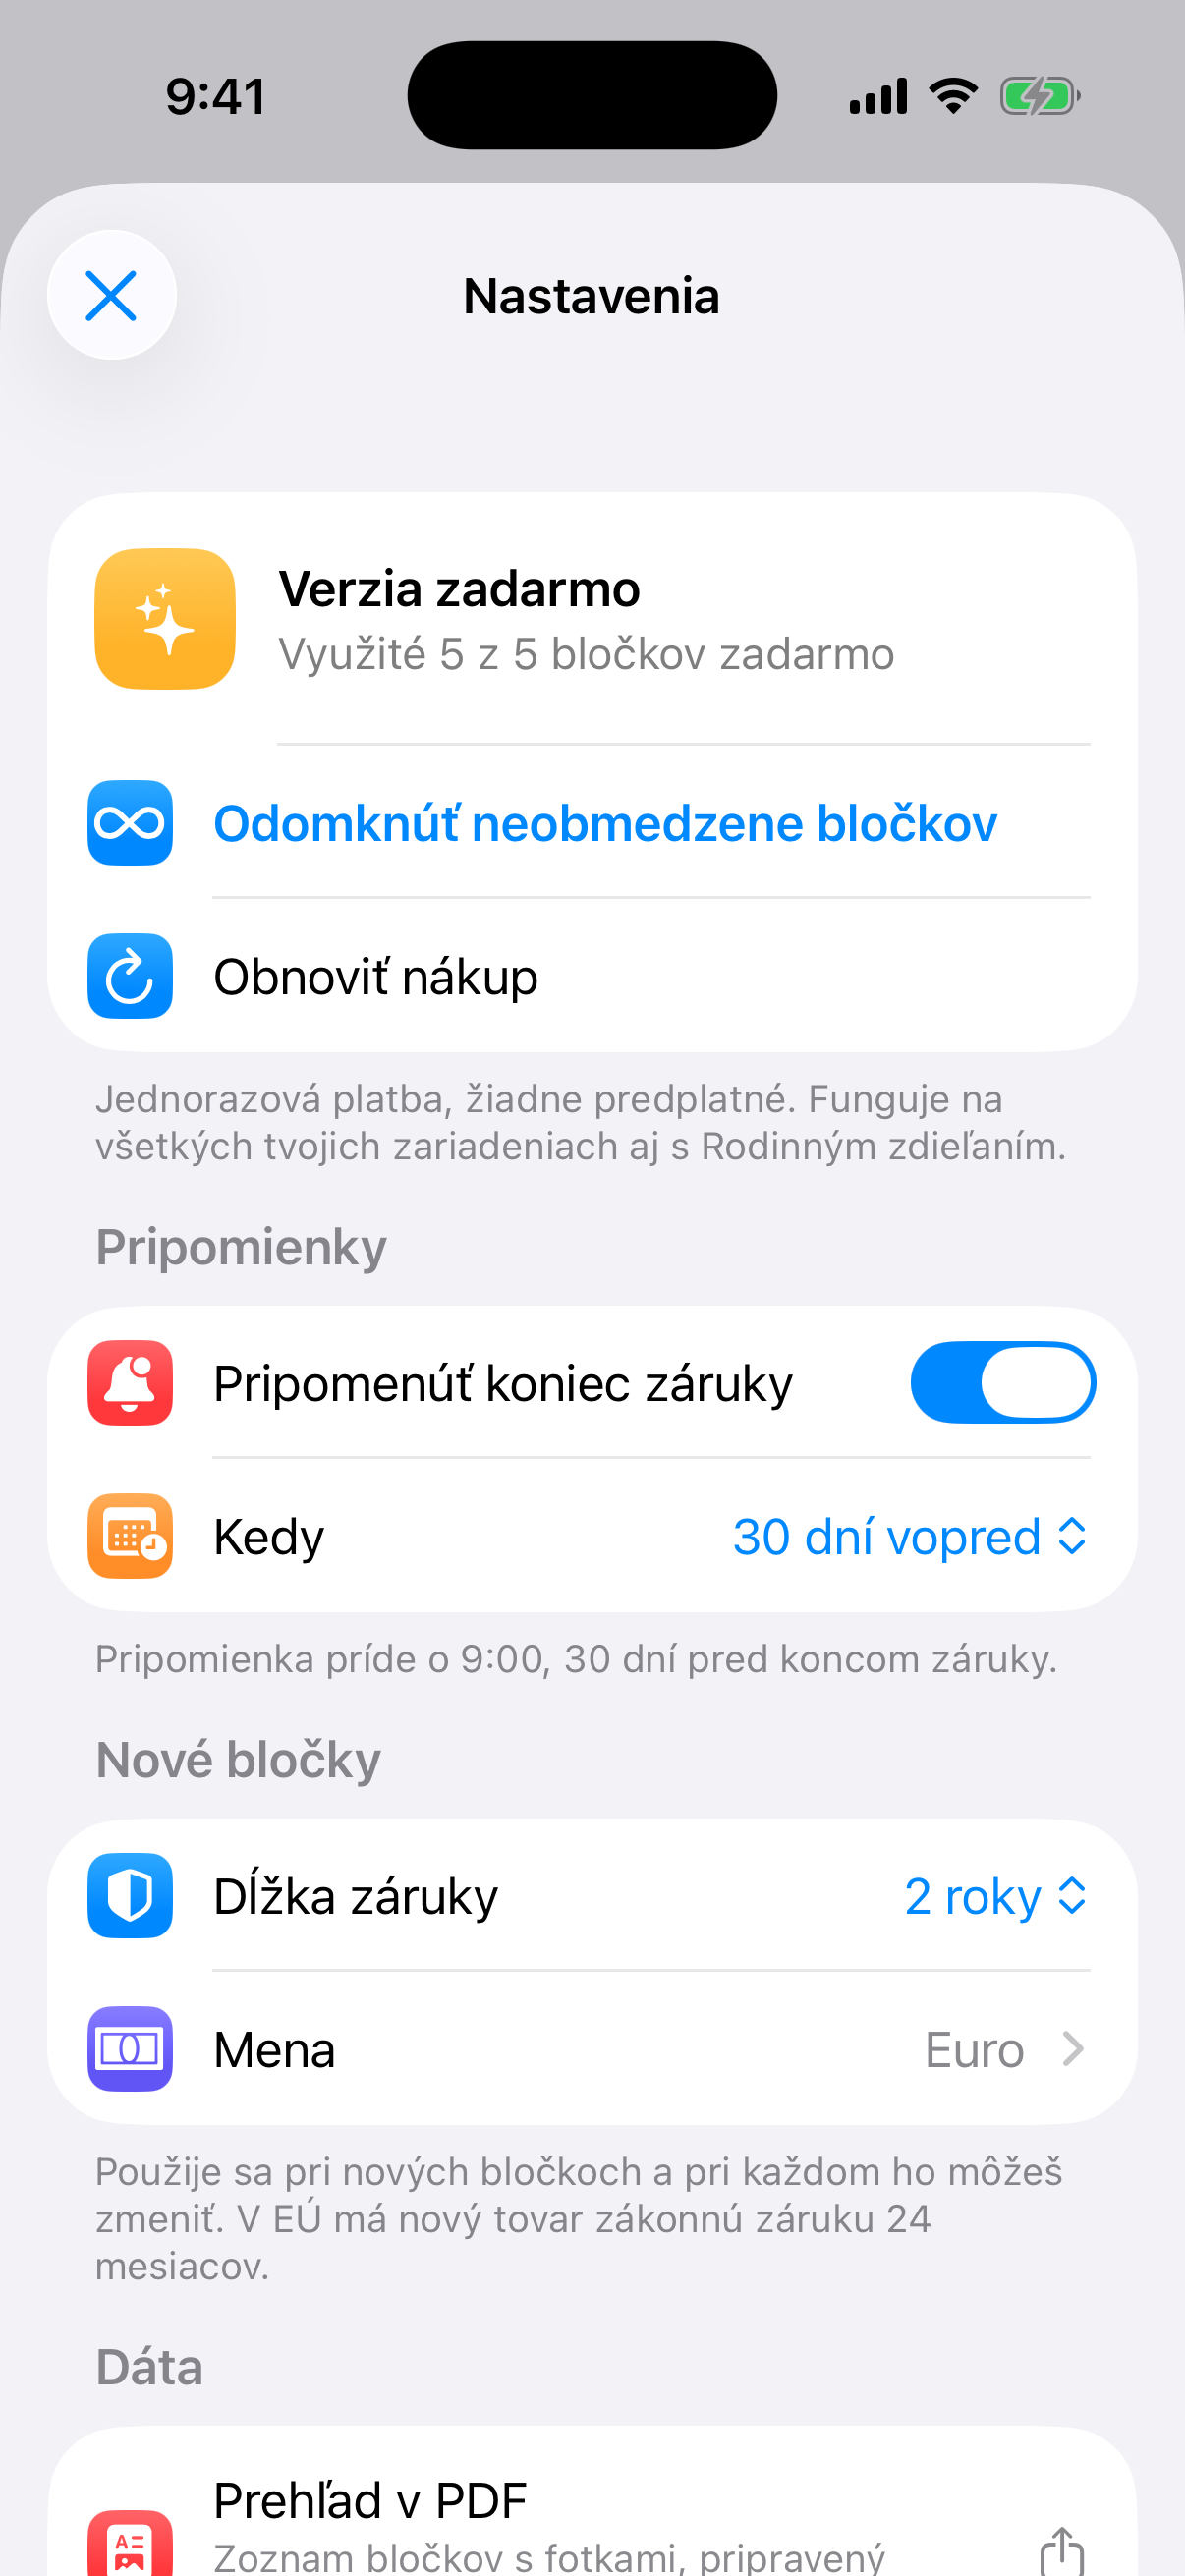 9:41
Nastavenia
Verzia zadarmo
Využité 5 z 5 bločkov zadarmo
Odomknúť neobmedzene bločkov
Obnoviť nákup
Jednorazová platba, žiadne predplatné. Funguje na
všetkých tvojich zariadeniach aj s Rodinným zdieľaním.
Pripomienky
Pripomenúť koniec záruky
Kedy
30 dní vopred
Pripomienka príde o 9:00, 30 dní pred koncom záruky.
Nové bločky
Dĺžka záruky
2 roky
Mena
Euro
Použije sa pri nových bločkoch a pri každom ho môžeš
zmeniť. V EÚ má nový tovar zákonnú záruku 24
mesiacov.
Dáta
Prehľad v PDF
Zoznam bločkov s fotkami, pripravený